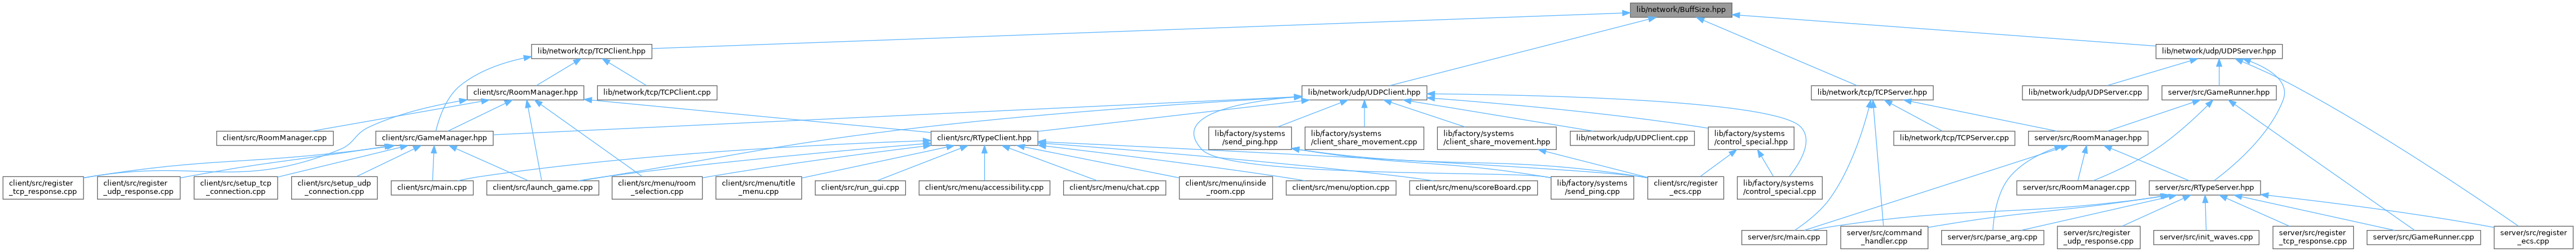 lib/network/BuffSize.hpp
lib/network/tcp/TCPClient.hpp
lib/network/udp/UDPServer.hpp
client/src/RoomManager.hpp
lib/network/tcp/TCPClient.cpp
lib/network/udp/UDPClient.hpp
lib/network/tcp/TCPServer.hpp
lib/network/udp/UDPServer.cpp
server/src/GameRunner.hpp
client/src/RoomManager.cpp
client/src/GameManager.hpp
client/src/RTypeClient.hpp
lib/factory/systems
/send_ping.hpp
lib/factory/systems
/client_share_movement.cpp
lib/factory/systems
/client_share_movement.hpp
lib/network/udp/UDPClient.cpp
lib/factory/systems
/control_special.hpp
lib/network/tcp/TCPServer.cpp
server/src/RoomManager.hpp
client/src/register
_tcp_response.cpp
client/src/register
_udp_response.cpp
client/src/setup_tcp
_connection.cpp
client/src/setup_udp
_connection.cpp
client/src/main.cpp
client/src/launch_game.cpp
client/src/menu/room
_selection.cpp
client/src/menu/title
_menu.cpp
client/src/run_gui.cpp
client/src/menu/accessibility.cpp
client/src/menu/chat.cpp
client/src/menu/inside
_room.cpp
client/src/menu/option.cpp
client/src/menu/scoreBoard.cpp
lib/factory/systems
/send_ping.cpp
client/src/register
_ecs.cpp
lib/factory/systems
/control_special.cpp
server/src/RoomManager.cpp
server/src/RTypeServer.hpp
server/src/main.cpp
server/src/command
_handler.cpp
server/src/parse_arg.cpp
server/src/register
_udp_response.cpp
server/src/init_waves.cpp
server/src/register
_tcp_response.cpp
server/src/GameRunner.cpp
server/src/register
_ecs.cpp